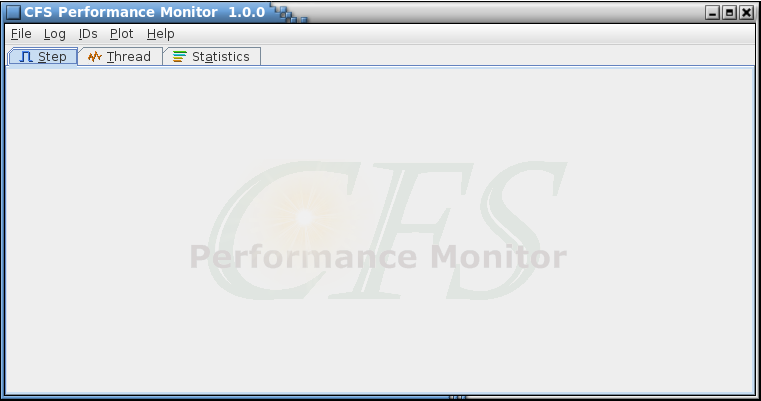 CFS Performance Monitor 1.0.0
File Log IDs Plot Help
Step Thread Statistics
CFS
Performance Monitor